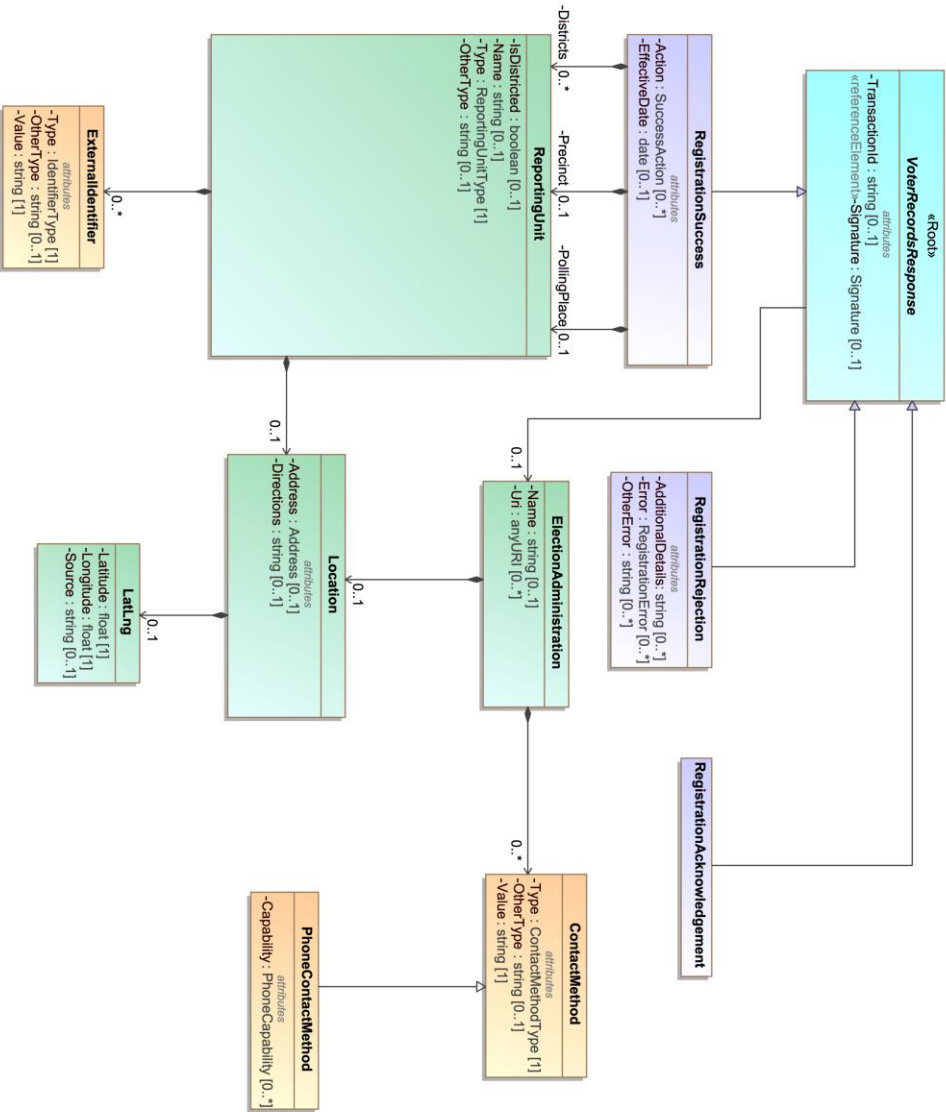 «Root»
VoterRecordsResponse
attributes
-TransactionId : string [0..1]
«referenceElement»-Signature : Signature [0..1]
RegistrationSuccess
attributes
-Action : SuccessAction [0..*]
-EffectiveDate : date [0..1]
RegistrationRejection
attributes
-AdditionalDetails: string [0..*]
-Error : RegistrationError [0..*]
-OtherError : string [0..*]
RegistrationAcknowledgement
-Districts
0..*
-Precinct
0..1
-PollingPlace
0..1
ReportingUnit
attributes
-IsDistricted : boolean [0..1]
-Name : string [0..1]
-Type : ReportingUnitType [1]
-OtherType : string [0..1]
0..1
ElectionAdministration
attributes
-Name : string [0..1]
-Uri : anyURI [0..*]
0..*
ContactMethod
attributes
-Type : ContactMethodType [1]
-OtherType : string [0..1]
-Value : string [1]
0..*
ExternalIdentifier
attributes
-Type : IdentifierType [1]
-OtherType : string [0..1]
-Value : string [1]
0..1
0..1
Location
attributes
-Address : Address [0..1]
-Directions : string [0..1]
PhoneContactMethod
attributes
-Capability : PhoneCapability [0..*]
0..1
LatLng
attributes
-Latitude : float [1]
-Longitude : float [1]
-Source : string [0..1]